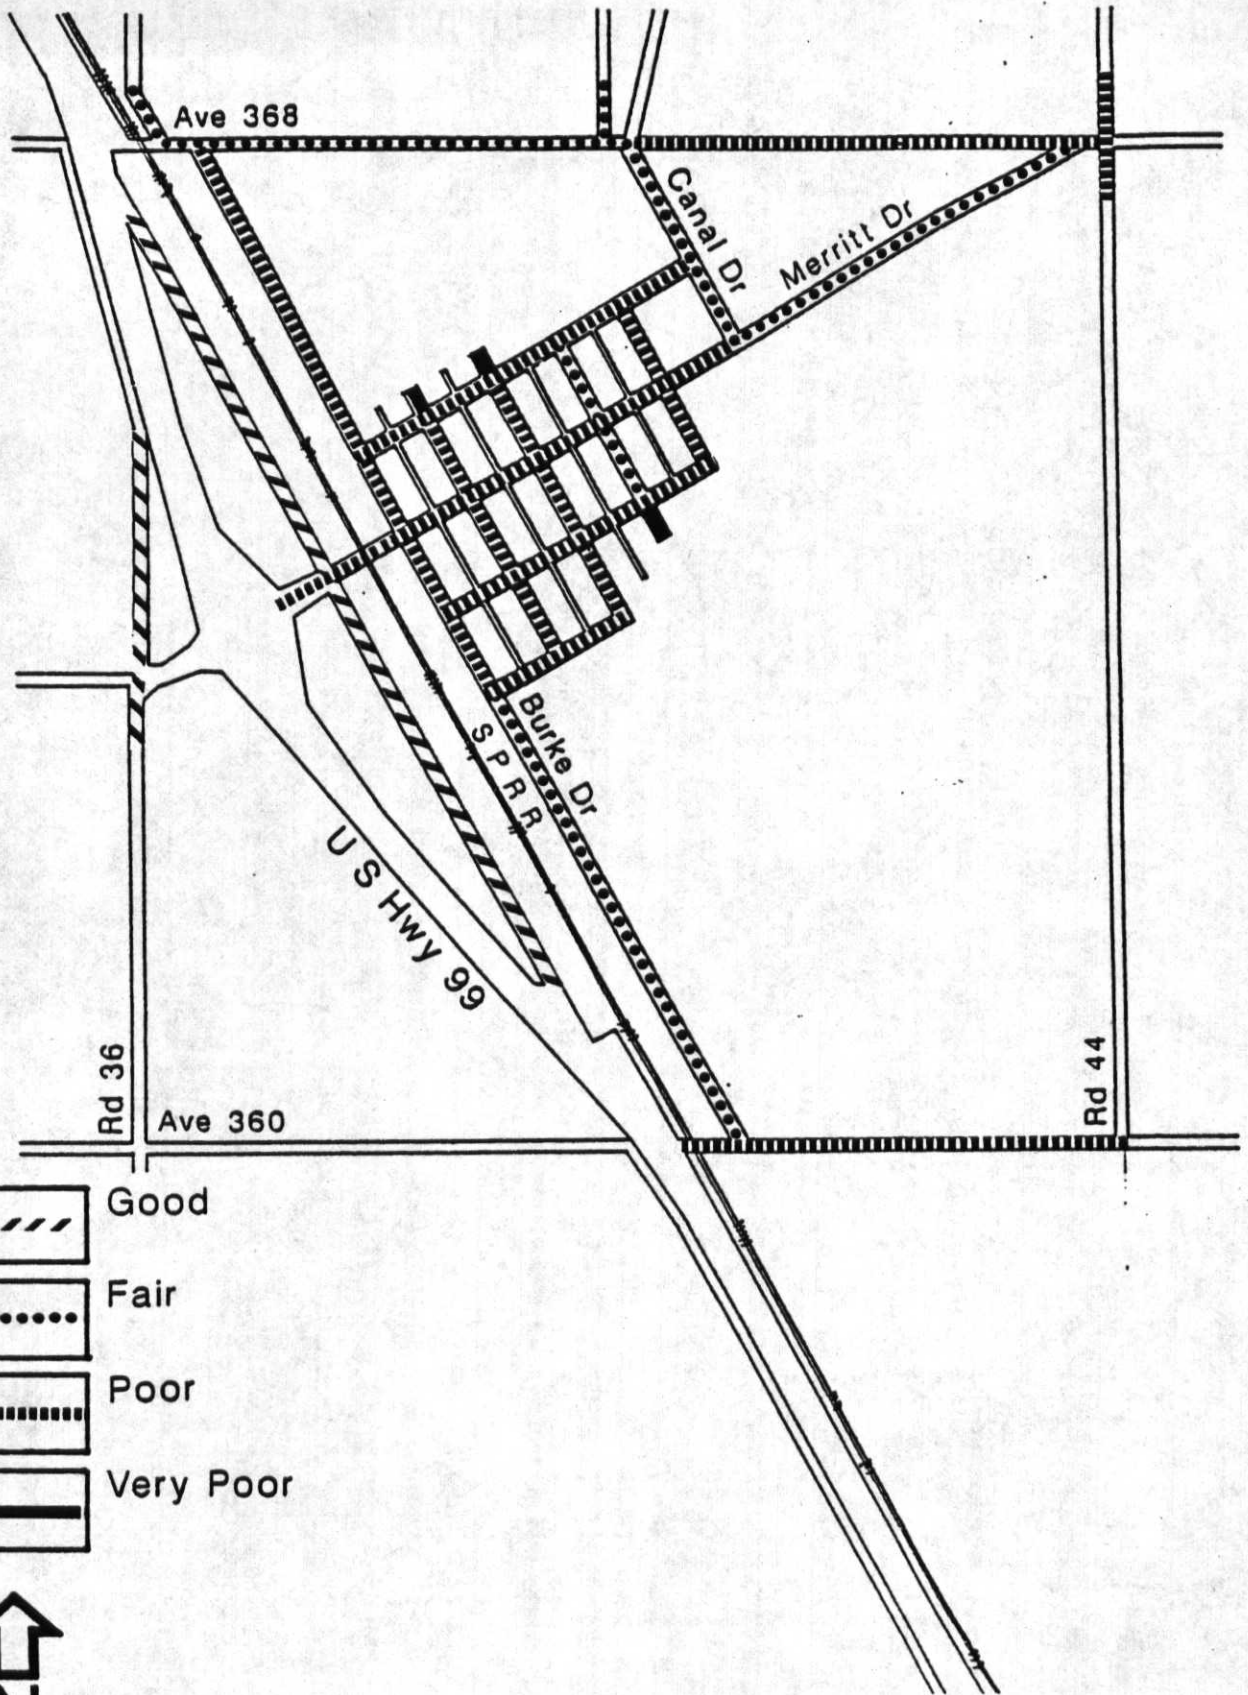 Ave 368
Canal Dr
Merritt Dr
Burke Dr
S P R R
U S Hwy 99
Rd 36
Rd 44
Ave 360
Good
Fair
Poor
Very Poor